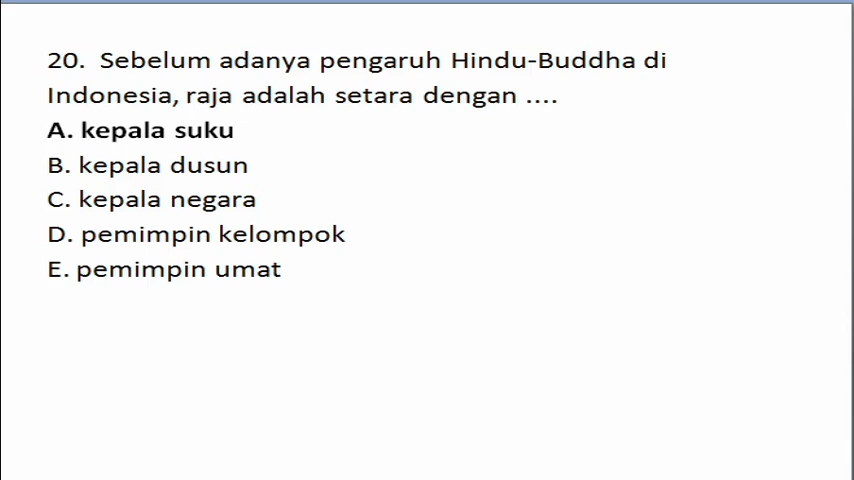 20.  Sebelum adanya pengaruh Hindu-Buddha di
Indonesia, raja adalah setara dengan ....
A. kepala suku
B. kepala dusun
C. kepala negara
D. pemimpin kelompok
E. pemimpin umat